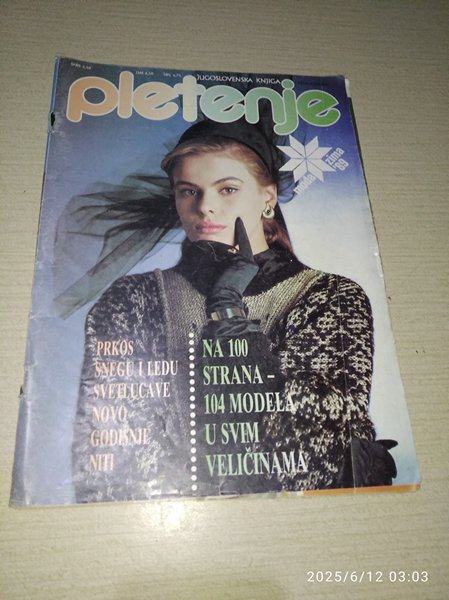 JUGOSLOVENSKA KNJIGA
pletenje
zima
89
PRKOS
SNEGU I LEDU
SVETLUCAVE
NOVO
GODIŠNJE
NITI
NA 100
STRANA –
104 MODELA
U SVIM
VELIČINAMA
2025/6/12 03:03